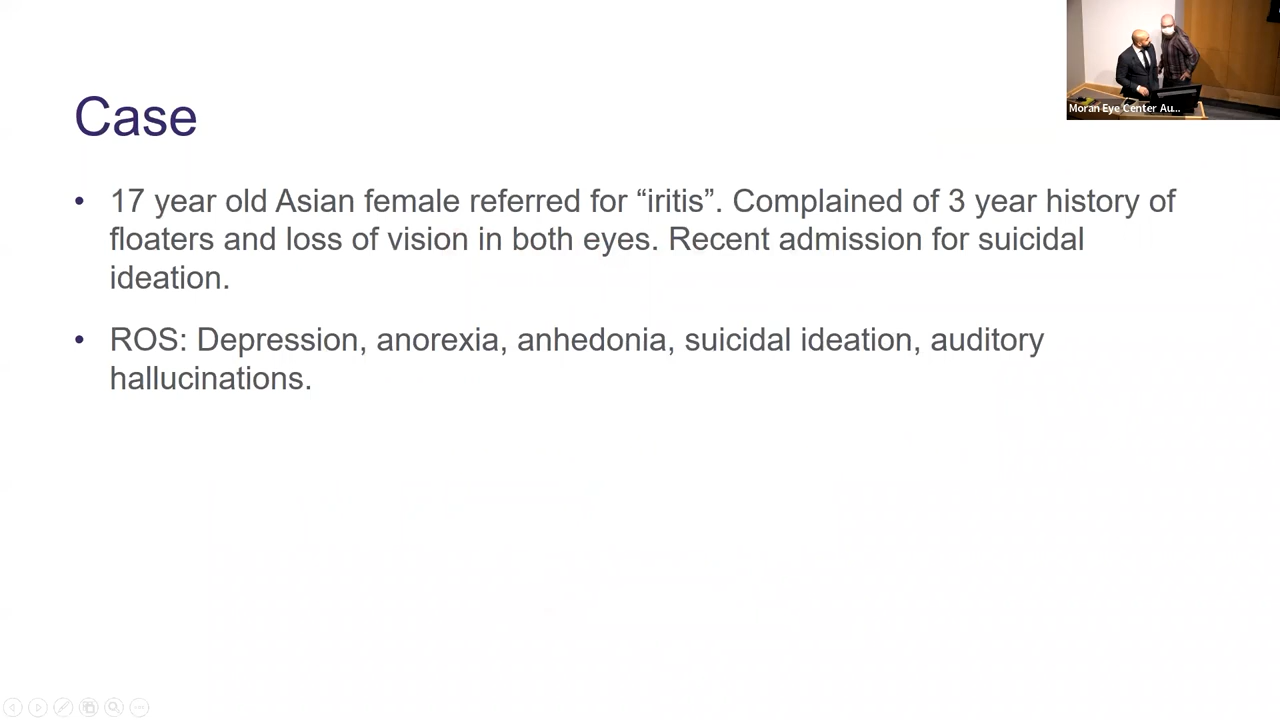 Moran Eye Center Au...
Case
• 17 year old Asian female referred for “iritis”. Complained of 3 year history of
floaters and loss of vision in both eyes. Recent admission for suicidal
ideation.
• ROS: Depression, anorexia, anhedonia, suicidal ideation, auditory
hallucinations.